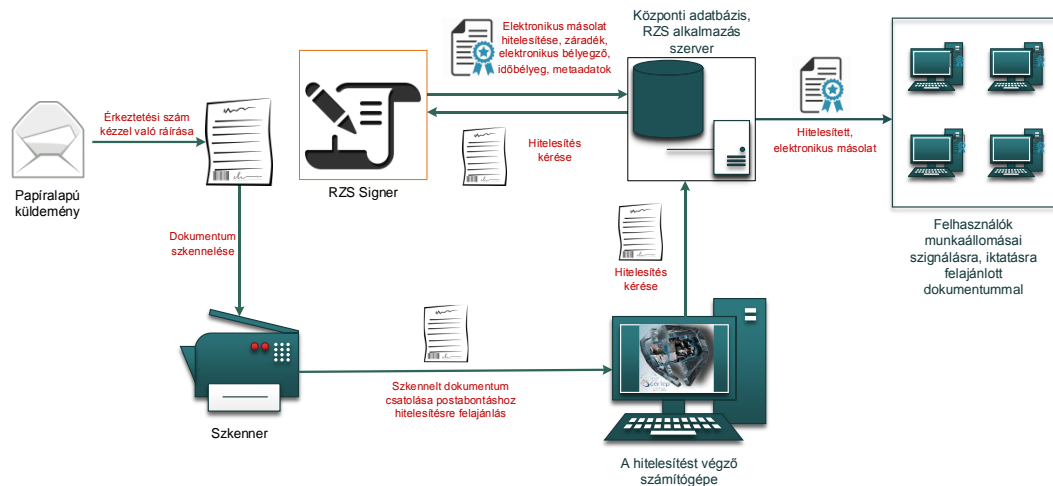 Érkeztetési szám
kézzel való ráírása
Papíralapú
küldemény
Dokumentum
szkennelése
Szkenner
Szkennelt dokumentum
csatolása postabontáshoz
hitelesítésre felajánlás
A hitelesítést végző
számítógépe
Hitelesítés
kérése
RZS Signer
Hitelesítés
kérése
Elektronikus másolat
hitelesítése, záradék,
elektronikus bélyegző,
időbélyeg, metaadatok
Központi adatbázis,
RZS alkalmazás
szerver
Hitelesített,
elektronikus másolat
Felhasználók
munkaállomásai
szignálásra, iktatásra
felajánlott
dokumentummal